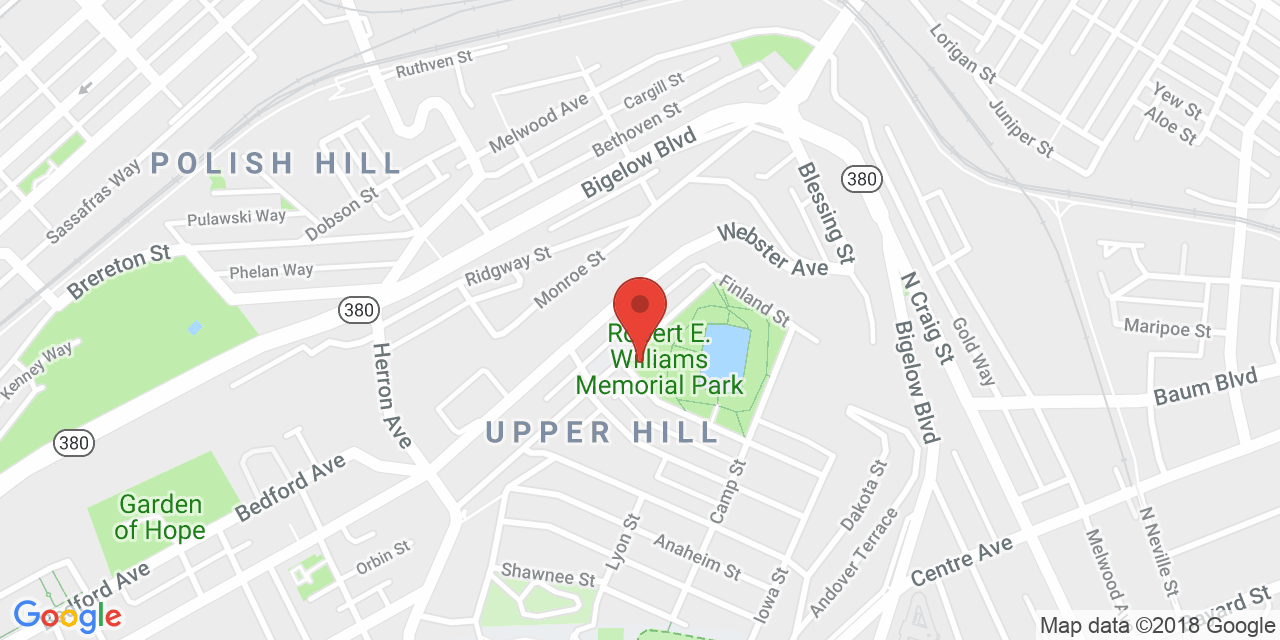 Ruthven St
Lorigan St
Cargill St
Melwood Ave
Yew St
Juniper St
Aloe St
Bethoven St
Bigelow Blvd
POLISH HILL
380
Sassafras Way
Blessing St
Pulawski Way
Dobson St
Webster Ave
Brereton St
Phelan Way
Ridgway St
Monroe St
Finland St
N Craig St
380
Maripoe St
Gold Way
Robert E.
Williams
Memorial Park
Kenney Way
Herron Ave
Bigelow Blvd
Baum Blvd
UPPER HILL
380
Bedford Ave
Garden
of Hope
Camp St
Dakota St
Lyon St
Andover Terrace
Centre Ave
N Neville St
Orbin St
Anaheim St
Shawnee St
Iowa St
Melwood A
dford Ave
yard St
Google
Map data ©2018 Google